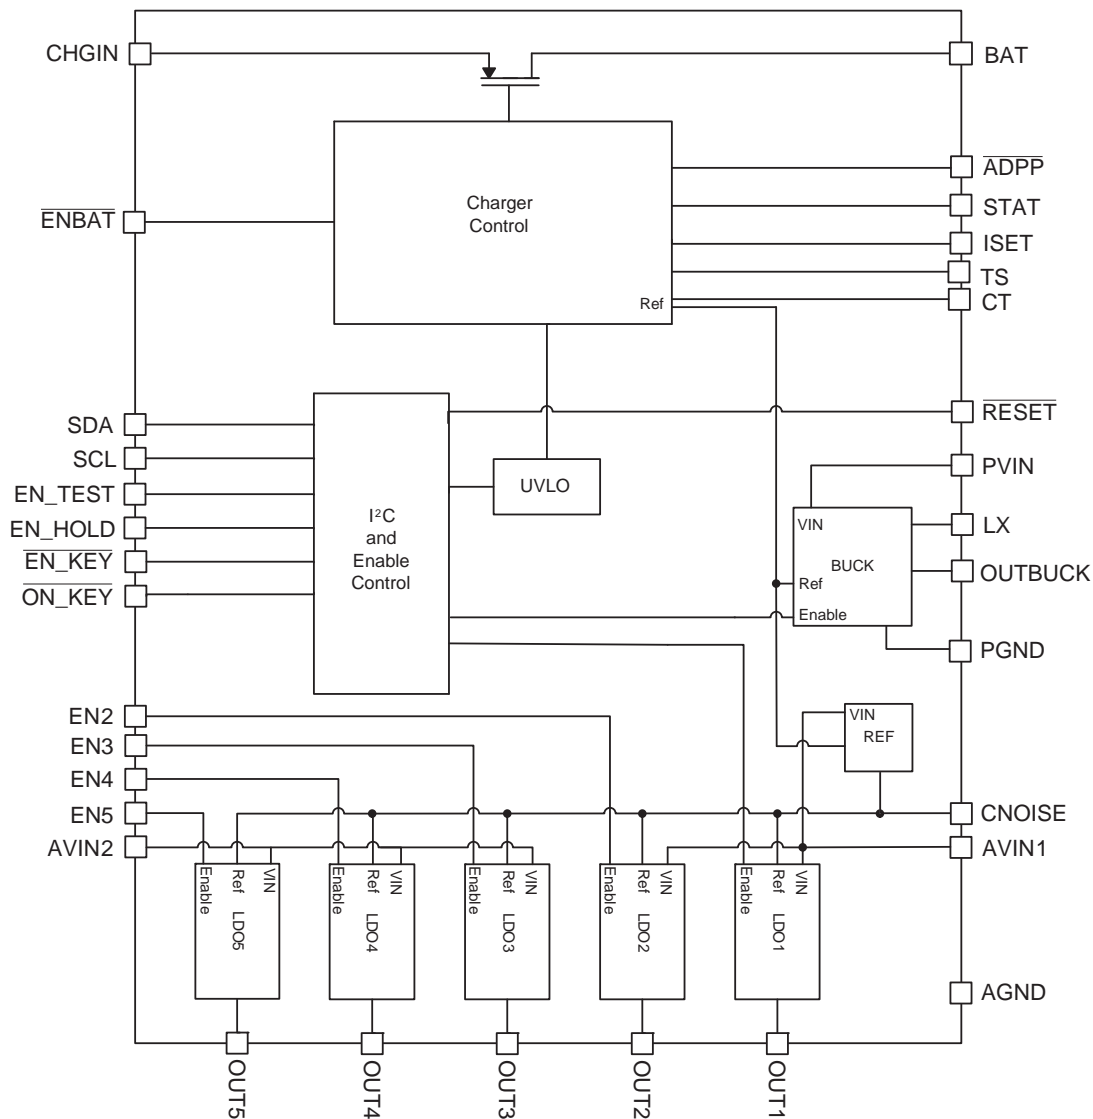 CHGIN
BAT
ADPP
Charger
Control
ENBAT
STAT
ISET
TS
Ref
CT
SDA
RESET
SCL
PVIN
UVLO
EN_TEST
I²C
and
Enable
Control
VIN
LX
EN_HOLD
BUCK
OUTBUCK
EN_KEY
Ref
ON_KEY
Enable
PGND
EN2
VIN
REF
EN3
EN4
EN5
CNOISE
AVIN2
AVIN1
Enable
Ref
VIN
LDO5
Enable
Ref
VIN
LDO4
Enable
Ref
VIN
LDO3
Enable
Ref
VIN
LDO2
Enable
Ref
VIN
LDO1
AGND
OUT5
OUT4
OUT3
OUT2
OUT1